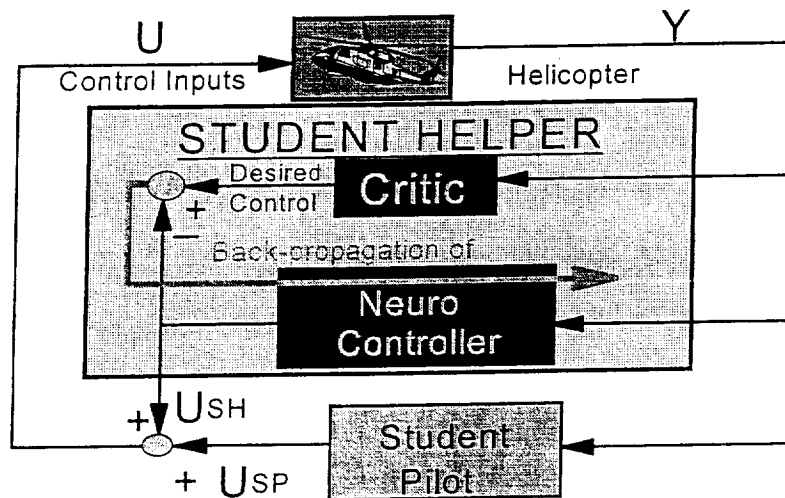 U
Y
Control Inputs
Helicopter
STUDENT HELPER
Desired
Control
Critic
+
−
Back-propagation of
Neuro
Controller
+
USH
+ USP
Student
Pilot